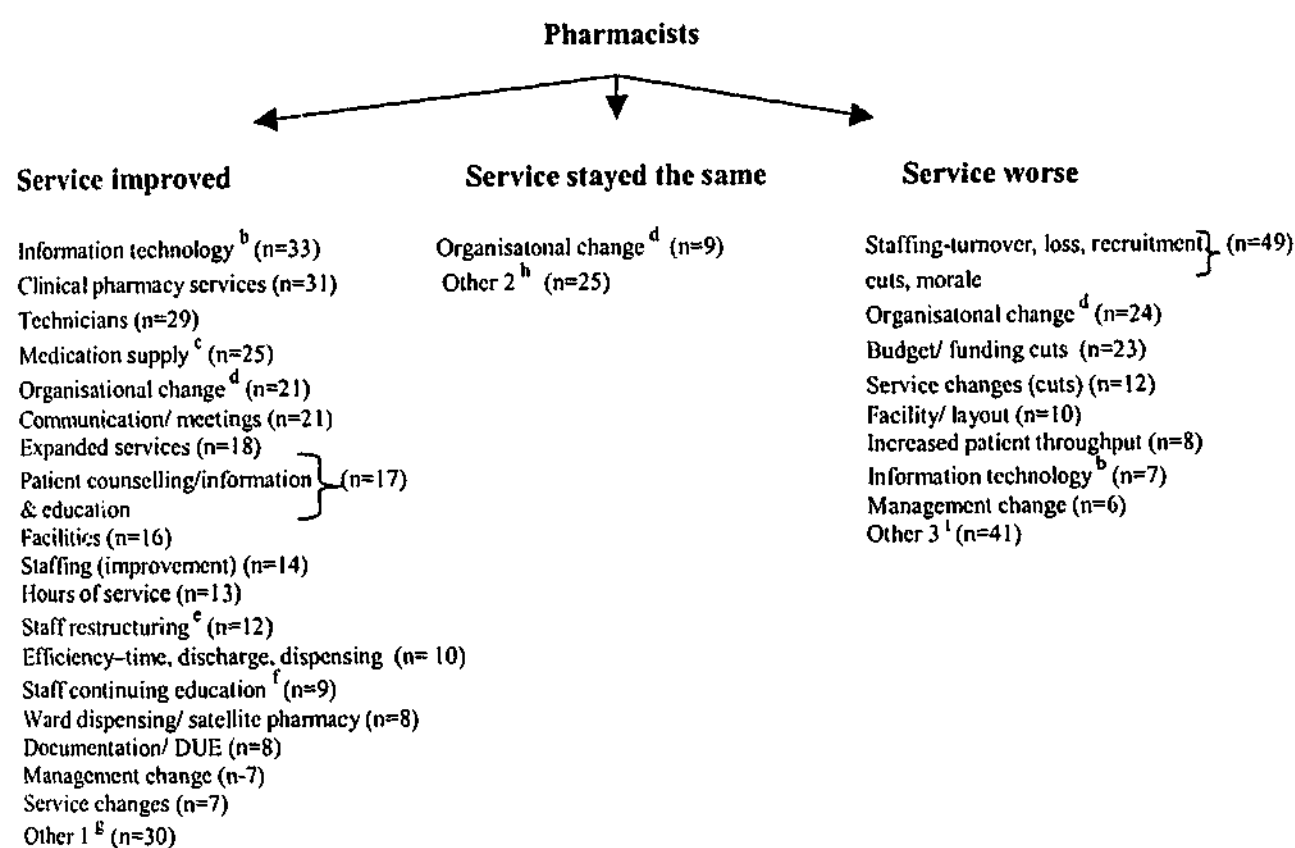 Pharmacists
Service improved
Information technology b (n=33)
Clinical pharmacy services (n=31)
Technicians (n=29)
Medication supply c (n=25)
Organisational change d (n=21)
Communication/ meetings (n=21)
Expanded services (n=18)
Patient counselling/information (n=17)
& education
Facilities (n=16)
Staffing (improvement) (n=14)
Hours of service (n=13)
Staff restructuring e (n=12)
Efficiency–time, discharge, dispensing (n= 10)
Staff continuing education f (n=9)
Ward dispensing/ satellite pharmacy (n=8)
Documentation/ DUE (n=8)
Management change (n-7)
Service changes (n=7)
Other 1 g (n=30)
Service stayed the same
Organisatonal change d (n=9)
Other 2 h (n=25)
Service worse
Staffing-turnover, loss, recruitment (n=49)
cuts, morale
Organisatonal change d (n=24)
Budget/ funding cuts (n=23)
Service changes (cuts) (n=12)
Facility/ layout (n=10)
Increased patient throughput (n=8)
Information technology b (n=7)
Management change (n=6)
Other 3 i (n=41)